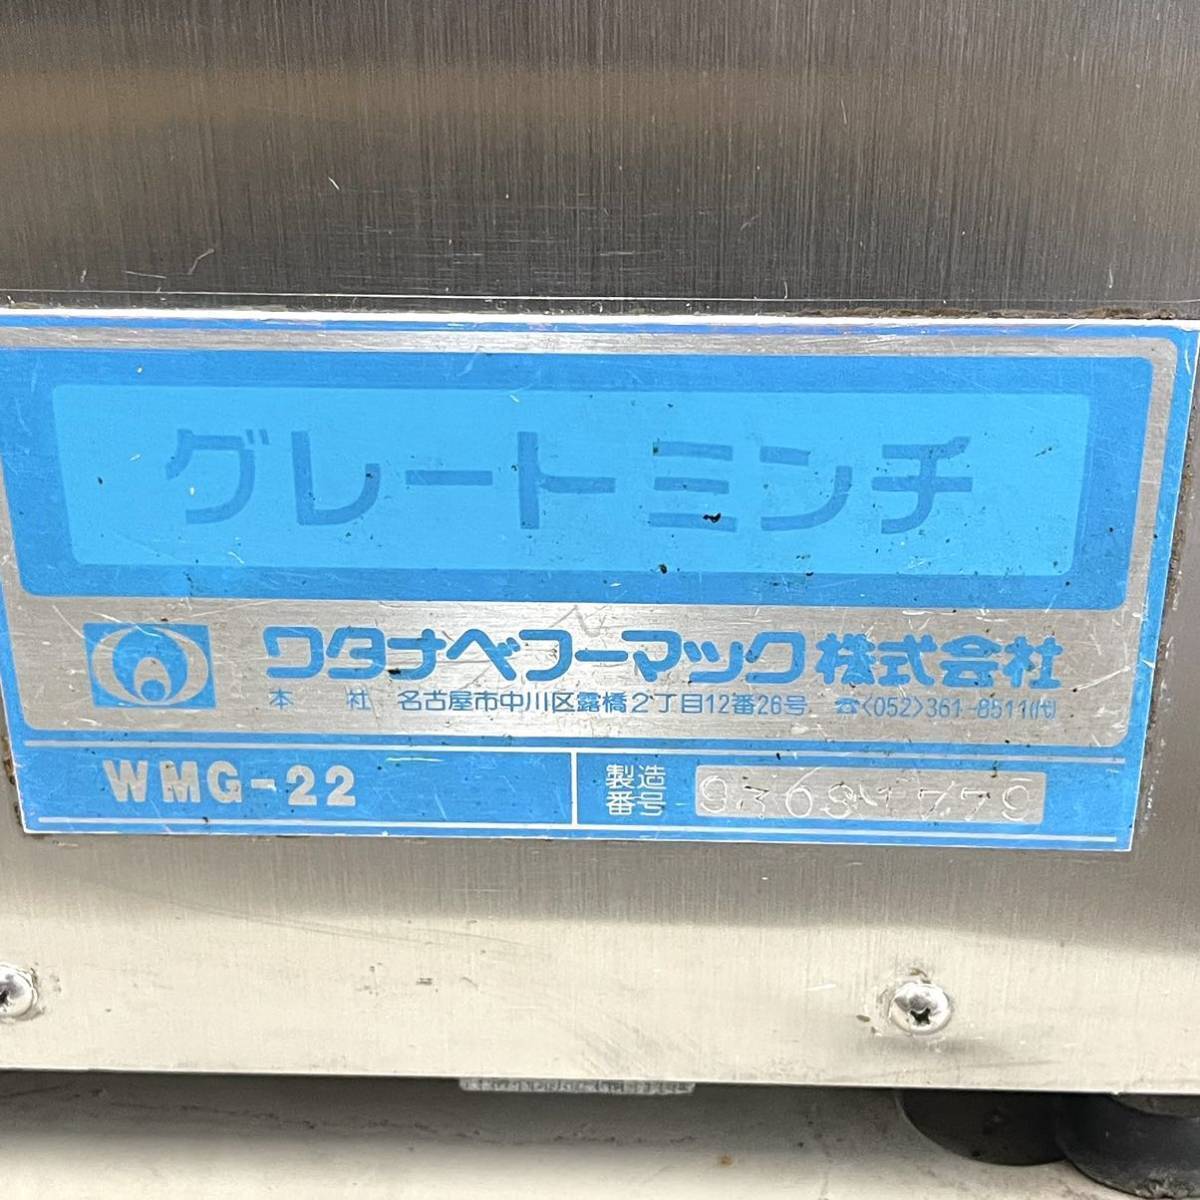 グレートミンチ
ワタナベフーマック株式会社
本社 名古屋市中川区露橋2丁目12番26号 ☎〈052〉361-8511(代)
WMG-22 製造番号